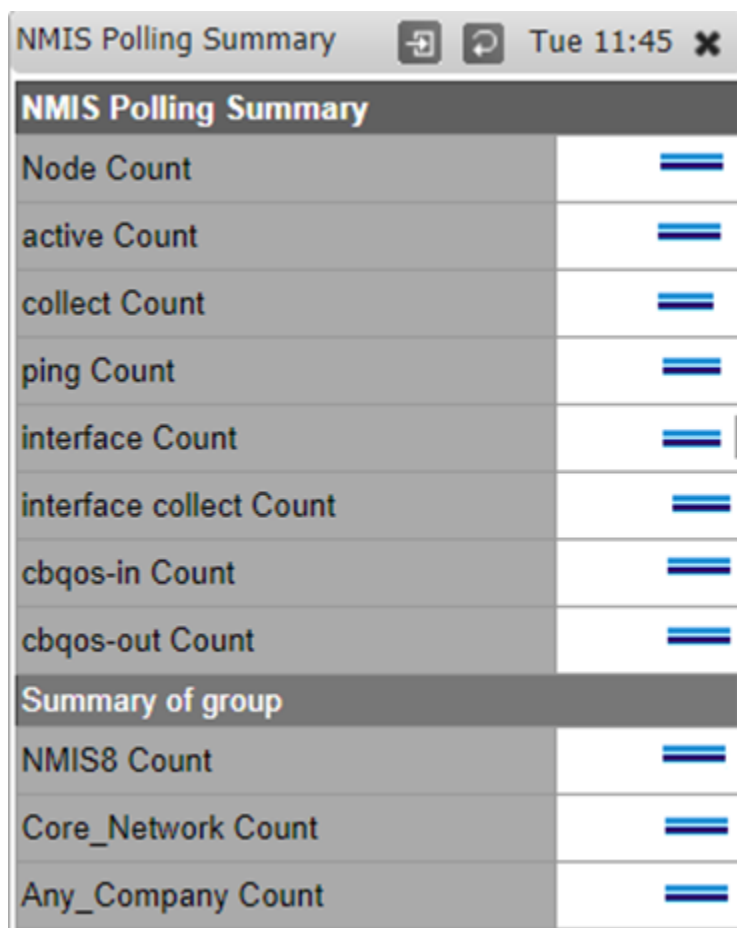 NMIS Polling Summary Tue 11:45
NMIS Polling Summary
Node Count
active Count
collect Count
ping Count
interface Count
interface collect Count
cbqos-in Count
cbqos-out Count
Summary of group
NMIS8 Count
Core_Network Count
Any_Company Count